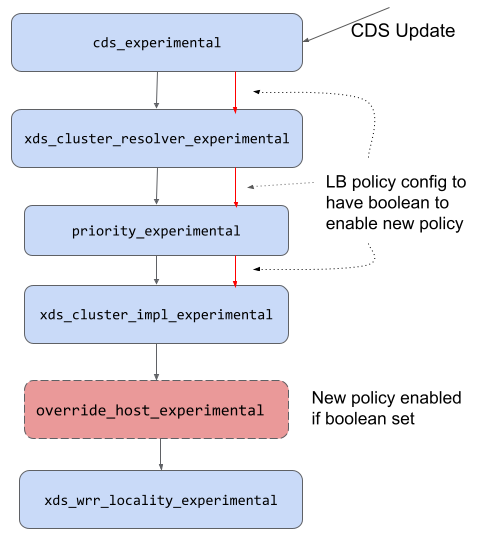 CDS Update
cds_experimental
xds_cluster_resolver_experimental
LB policy config to
have boolean to
enable new policy
priority_experimental
xds_cluster_impl_experimental
override_host_experimental
New policy enabled
if boolean set
xds_wrr_locality_experimental